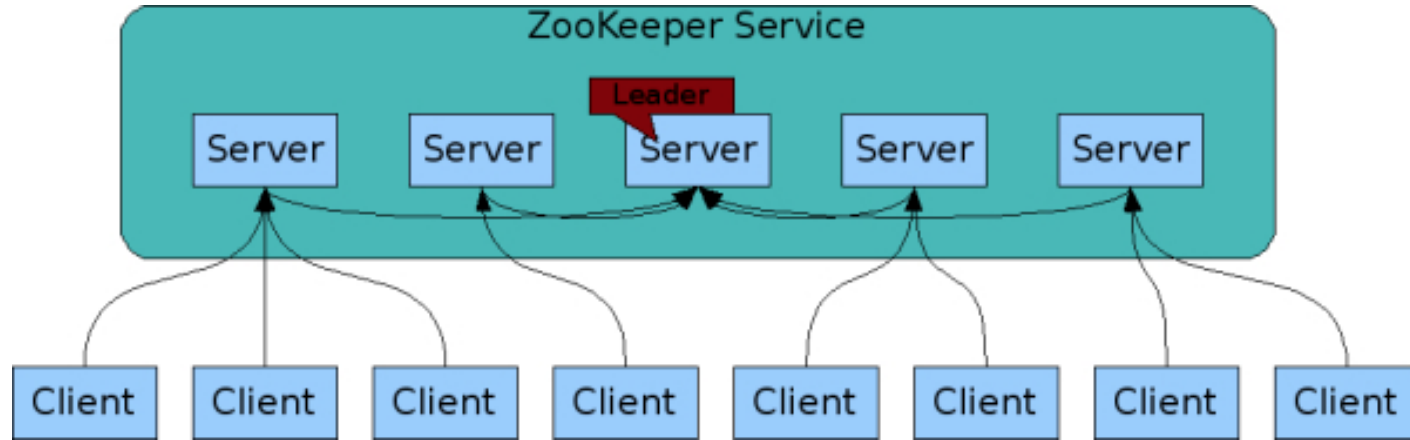 ZooKeeper Service
Leader
Server Server Server Server Server
Client Client Client Client Client Client Client Client